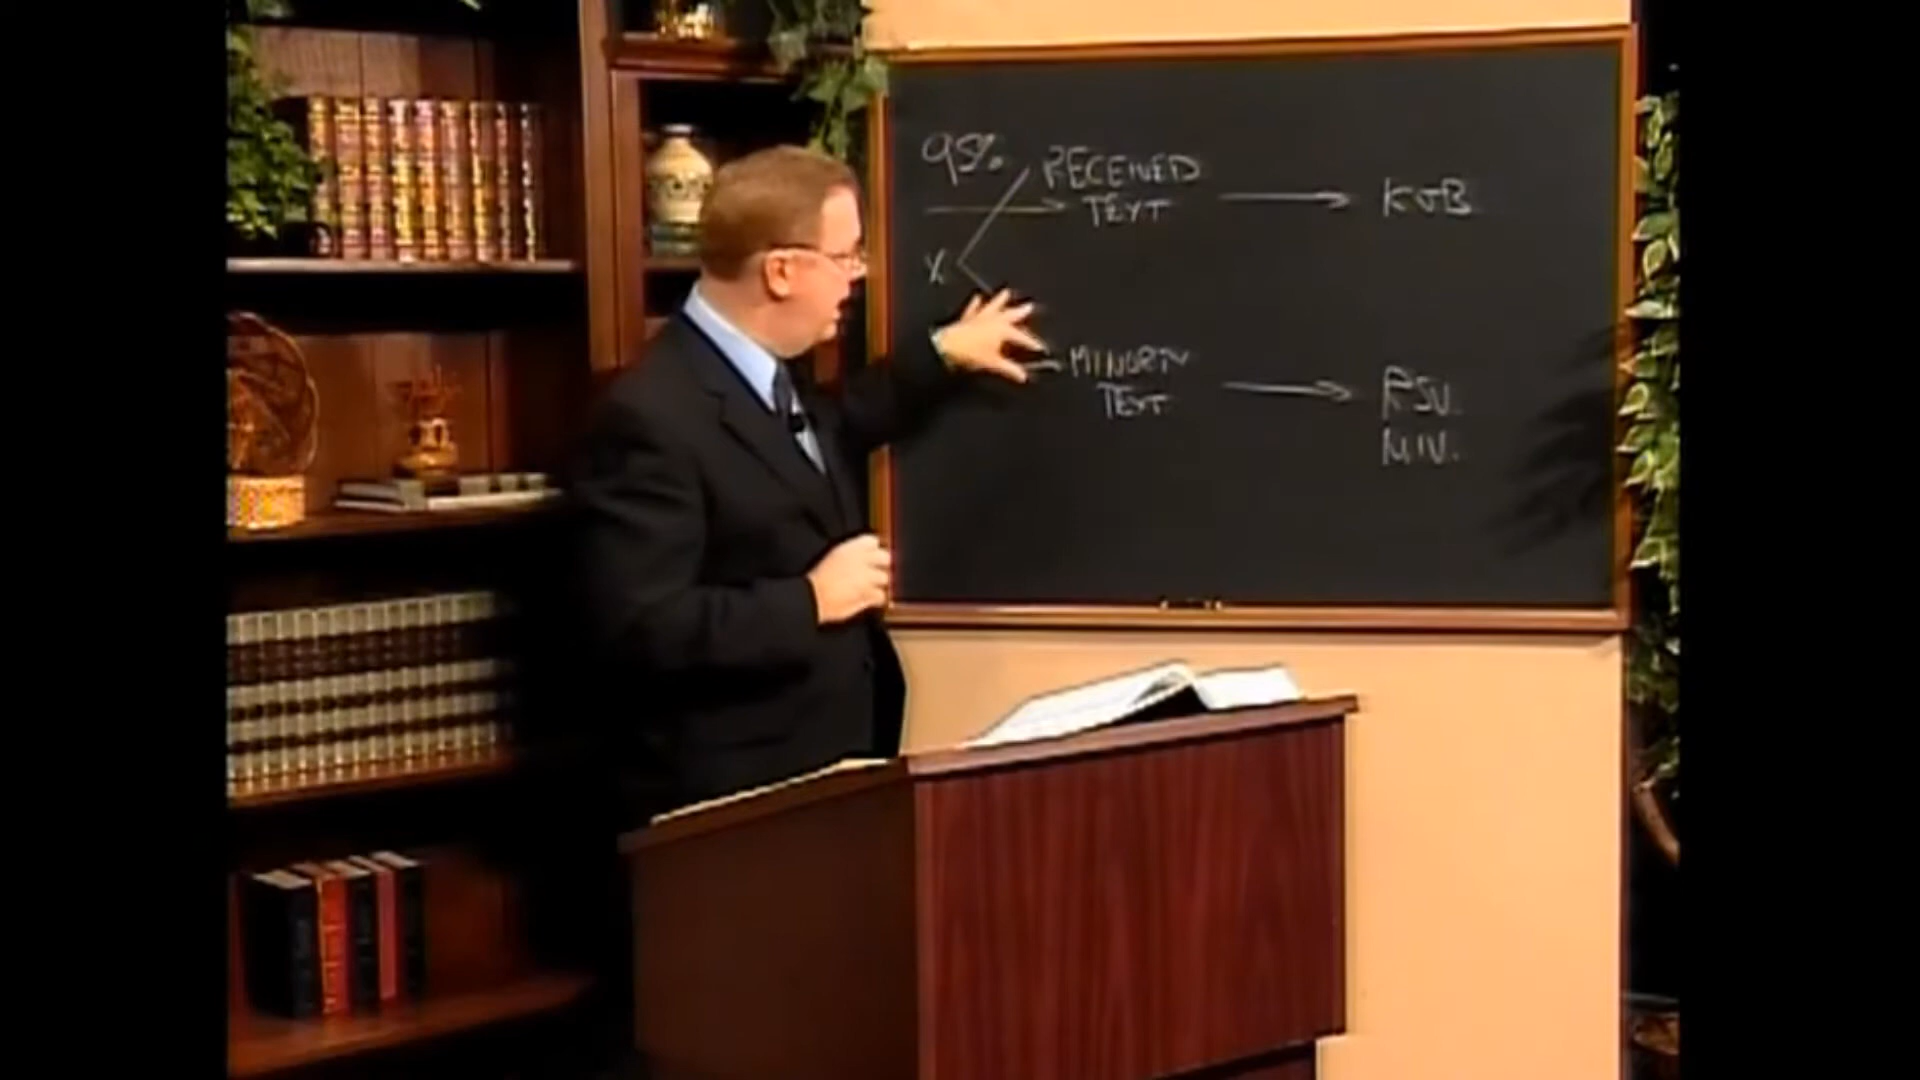 95%
RECEIVED
TEXT
KJB
X
MINORITY
TEXT
RSV.
NIV.